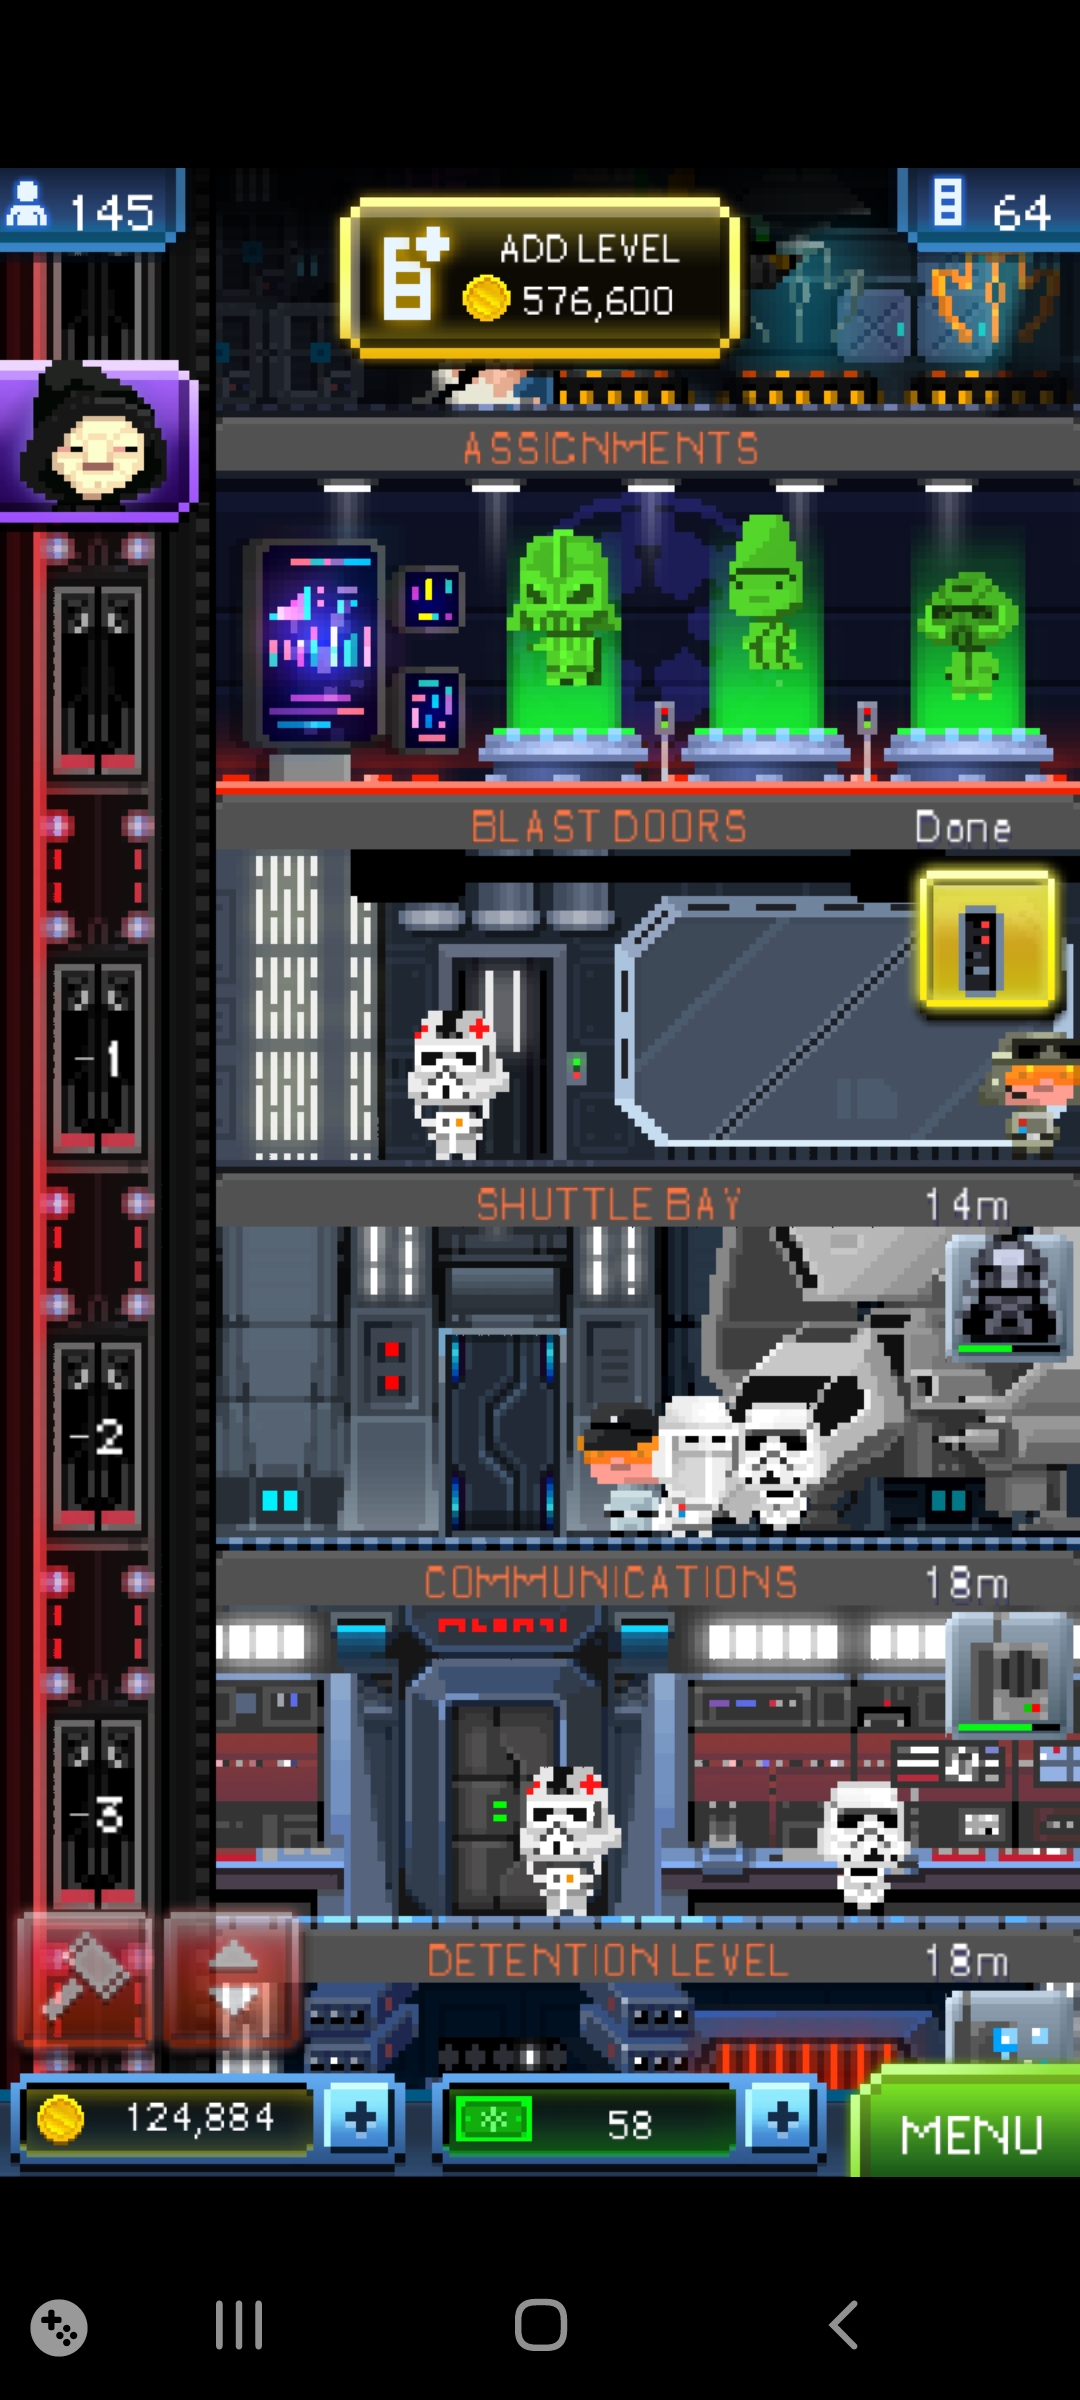 145
ADD LEVEL
576,600
64
ASSIGNMENTS
BLAST DOORS
Done
-1
SHUTTLE BAY
14m
-2
COMMUNICATIONS
18m
-3
DETENTION LEVEL
18m
124,884
58
MENU